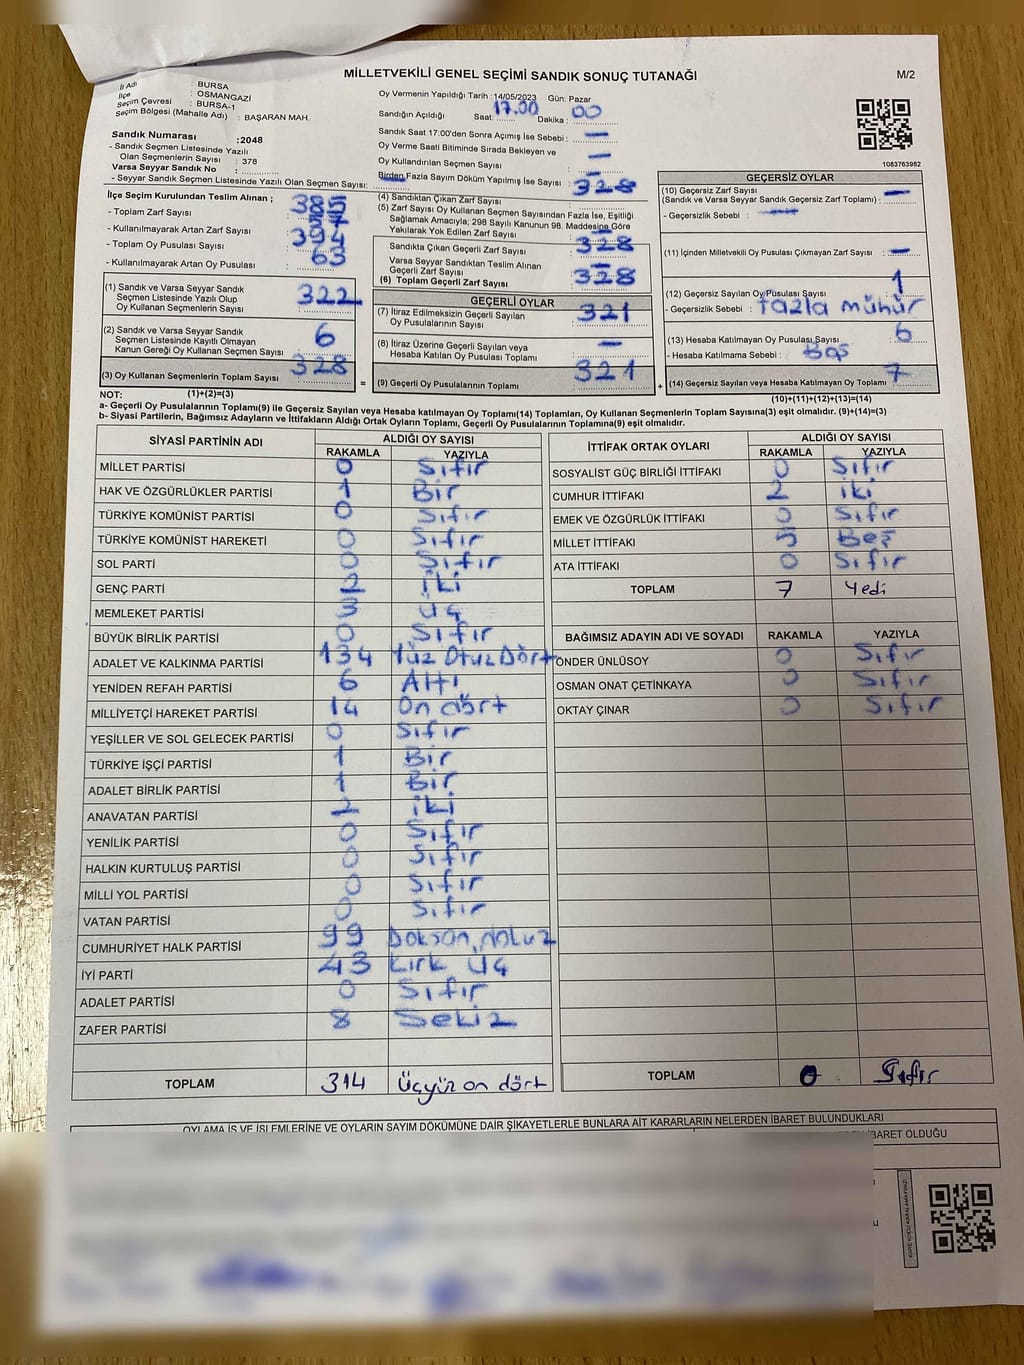 MİLLETVEKİLİ GENEL SEÇİMİ SANDIK SONUÇ TUTANAĞI
M/2
İl Adı : BURSA
İlçe : OSMANGAZİ
Seçim Çevresi : BURSA-1
Seçim Bölgesi (Mahalle Adı) : BAŞARAN MAH.
Sandık Numarası :2048
- Sandık Seçmen Listesinde Yazılı
Olan Seçmenlerin Sayısı : 378
Varsa Seyyar Sandık No :
- Seyyar Sandık Seçmen Listesinde Yazılı Olan Seçmen Sayısı:
Oy Vermenin Yapıldığı Tarih :14/05/2023 Gün: Pazar
Sandığın Açıldığı Saat: 17.00 Dakika : 00
Sandık Saat 17:00'den Sonra Açımış İse Sebebi : —
Oy Verme Saati Bitiminde Sırada Bekleyen ve
Oy Kullandırılan Seçmen Sayısı : —
Birden Fazla Sayım Döküm Yapılmış İse Sayısı :
1083763982
İlçe Seçim Kurulundan Teslim Alınan ;
- Toplam Zarf Sayısı : 385
- Kullanılmayarak Artan Zarf Sayısı : 57
- Toplam Oy Pusulası Sayısı : 394
- Kullanılmayarak Artan Oy Pusulası : 63
(1) Sandık ve Varsa Seyyar Sandık
Seçmen Listesinde Yazılı Olup
Oy Kullanan Seçmenlerin Sayısı : 322
(2) Sandık ve Varsa Seyyar Sandık
Seçmen Listesinde Kayıtlı Olmayan
Kanun Gereği Oy Kullanan Seçmen Sayısı : 6
(3) Oy Kullanan Seçmenlerin Toplam Sayısı : 328
(4) Sandıktan Çıkan Zarf Sayısı : 328
(5) Zarf Sayısı Oy Kullanan Seçmen Sayısından Fazla İse, Eşitliği
Sağlamak Amacıyla; 298 Sayılı Kanunun 98. Maddesine Göre
Yakılarak Yok Edilen Zarf Sayısı : —
Sandıkta Çıkan Geçerli Zarf Sayısı : 328
Varsa Seyyar Sandıktan Teslim Alınan
Geçerli Zarf Sayısı : —
(6) Toplam Geçerli Zarf Sayısı : 328
GEÇERLİ OYLAR
(7) İtiraz Edilmeksizin Geçerli Sayılan
Oy Pusulalarının Sayısı : 321
(8) İtiraz Üzerine Geçerli Sayılan veya
Hesaba Katılan Oy Pusulası Toplamı : —
= (9) Geçerli Oy Pusulalarının Toplamı : 321 +
GEÇERSİZ OYLAR
(10) Geçersiz Zarf Sayısı : —
(Sandık ve Varsa Seyyar Sandık Geçersiz Zarf Toplamı) :
- Geçersizlik Sebebi : —
(11) İçinden Milletvekili Oy Pusulası Çıkmayan Zarf Sayısı : —
(12) Geçersiz Sayılan Oy Pusulası Sayısı : 1
- Geçersizlik Sebebi : fazla mühür
(13) Hesaba Katılmayan Oy Pusulası Sayısı : 6
- Hesaba Katılmama Sebebi : Boş
(14) Geçersiz Sayılan veya Hesaba Katılmayan Oy Toplamı : 7
NOT: (1)+(2)=(3)
(10)+(11)+(12)+(13)=(14)
a- Geçerli Oy Pusulalarının Toplamı(9) ile Geçersiz Sayılan veya Hesaba katılmayan Oy Toplamı(14) Toplamları, Oy Kullanan Seçmenlerin Toplam Sayısına(3) eşit olmalıdır. (9)+(14)=(3)
b- Siyasi Partilerin, Bağımsız Adayların ve İttifakların Aldığı Ortak Oyların Toplamı, Geçerli Oy Pusulalarının Toplamına(9) eşit olmalıdır.
SİYASİ PARTİNİN ADI ALDIĞI OY SAYISI
RAKAMLA YAZIYLA
MİLLET PARTİSİ 0 Sıfır
HAK VE ÖZGÜRLÜKLER PARTİSİ 1 Bir
TÜRKİYE KOMÜNİST PARTİSİ 0 Sıfır
TÜRKİYE KOMÜNİST HAREKETİ 0 Sıfır
SOL PARTİ 0 Sıfır
GENÇ PARTİ 2 İki
MEMLEKET PARTİSİ 3 Üç
BÜYÜK BİRLİK PARTİSİ 0 Sıfır
ADALET VE KALKINMA PARTİSİ 134 Yüz Otuz Dört
YENİDEN REFAH PARTİSİ 6 Altı
MİLLİYETÇİ HAREKET PARTİSİ 14 On dört
YEŞİLLER VE SOL GELECEK PARTİSİ 0 Sıfır
TÜRKİYE İŞÇİ PARTİSİ 1 Bir
ADALET BİRLİK PARTİSİ 1 Bir
ANAVATAN PARTİSİ 2 iki
YENİLİK PARTİSİ 0 Sıfır
HALKIN KURTULUŞ PARTİSİ 0 Sıfır
MİLLİ YOL PARTİSİ 0 Sıfır
VATAN PARTİSİ 0 Sıfır
CUMHURİYET HALK PARTİSİ 99 Doksan dokuz
İYİ PARTİ 43 Kırk Üç
ADALET PARTİSİ 0 Sıfır
ZAFER PARTİSİ 8 Sekiz
TOPLAM 314 Üçyüz on dört
İTTİFAK ORTAK OYLARI ALDIĞI OY SAYISI
RAKAMLA YAZIYLA
SOSYALİST GÜÇ BİRLİĞİ İTTİFAKI 0 Sıfır
CUMHUR İTTİFAKI 2 iki
EMEK VE ÖZGÜRLÜK İTTİFAKI 0 Sıfır
MİLLET İTTİFAKI 5 Beş
ATA İTTİFAKI 0 Sıfır
TOPLAM 7 Yedi
BAĞIMSIZ ADAYIN ADI VE SOYADI RAKAMLA YAZIYLA
ÖNDER ÜNLÜSOY 0 Sıfır
OSMAN ONAT ÇETİNKAYA 0 Sıfır
OKTAY ÇINAR 0 Sıfır
TOPLAM 0 Sıfır
OYLAMA İŞ VE İŞLEMLERİNE VE OYLARIN SAYIM DÖKÜMÜNE DAİR ŞİKAYETLERLE BUNLARA AİT KARARLARIN NELERDEN İBARET BULUNDUKLARI
İBARET OLDUĞU
KARE KODU KARALAMAYINIZ!